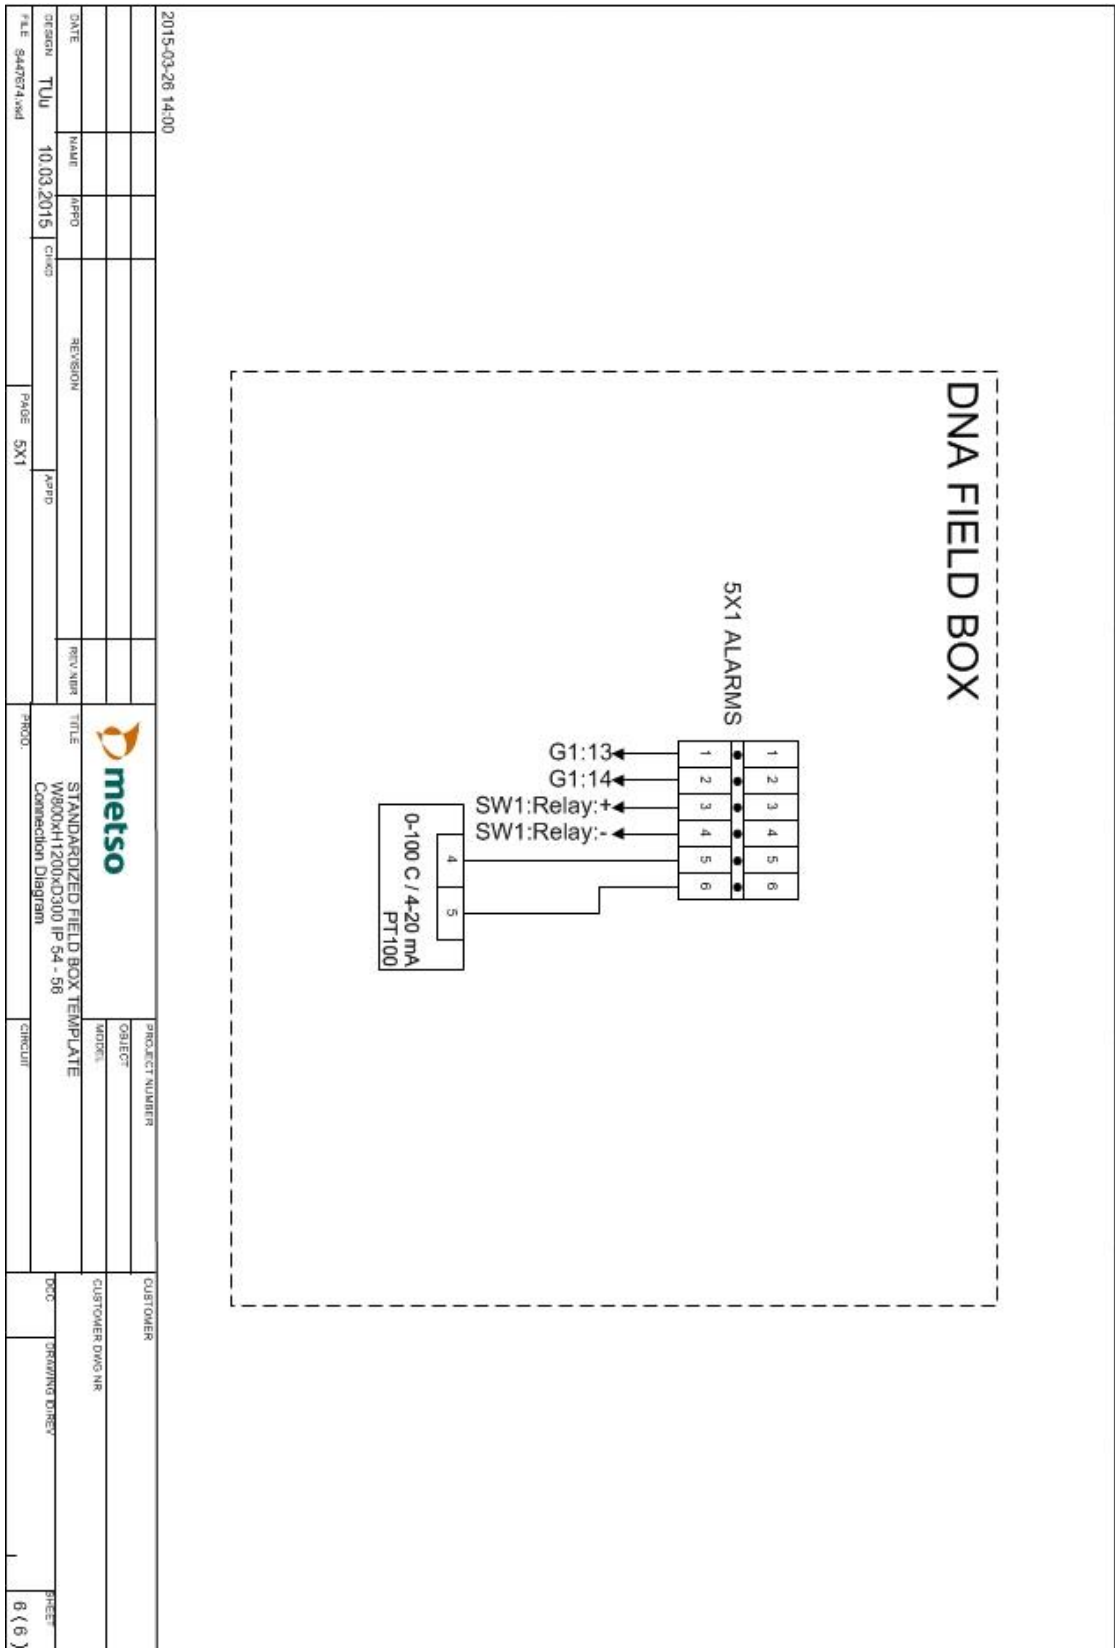 DNA FIELD BOX
5X1 ALARMS
1 1
2 2
3 3
4 4
5 5
6 6
G1:13
G1:14
SW1:Relay:+
SW1:Relay:-
4
5
0-100 C / 4-20 mA
PT100
2015-03-26 14:00
DATE NAME APPD REVISION REV.NBR
DESIGN TUu 10.03.2015 CHKD APPD
FILE S447674.vsd PAGE 5X1
metso
TITLE STANDARDIZED FIELD BOX TEMPLATE
W800xH1200xD300 IP 54 - 56
Connection Diagram
PROD. CIRCUIT
PROJECT NUMBER
OBJECT
MODEL
CUSTOMER
CUSTOMER DWG NR
DCC DRAWING ID/REV SHEET
6 ( 6 )